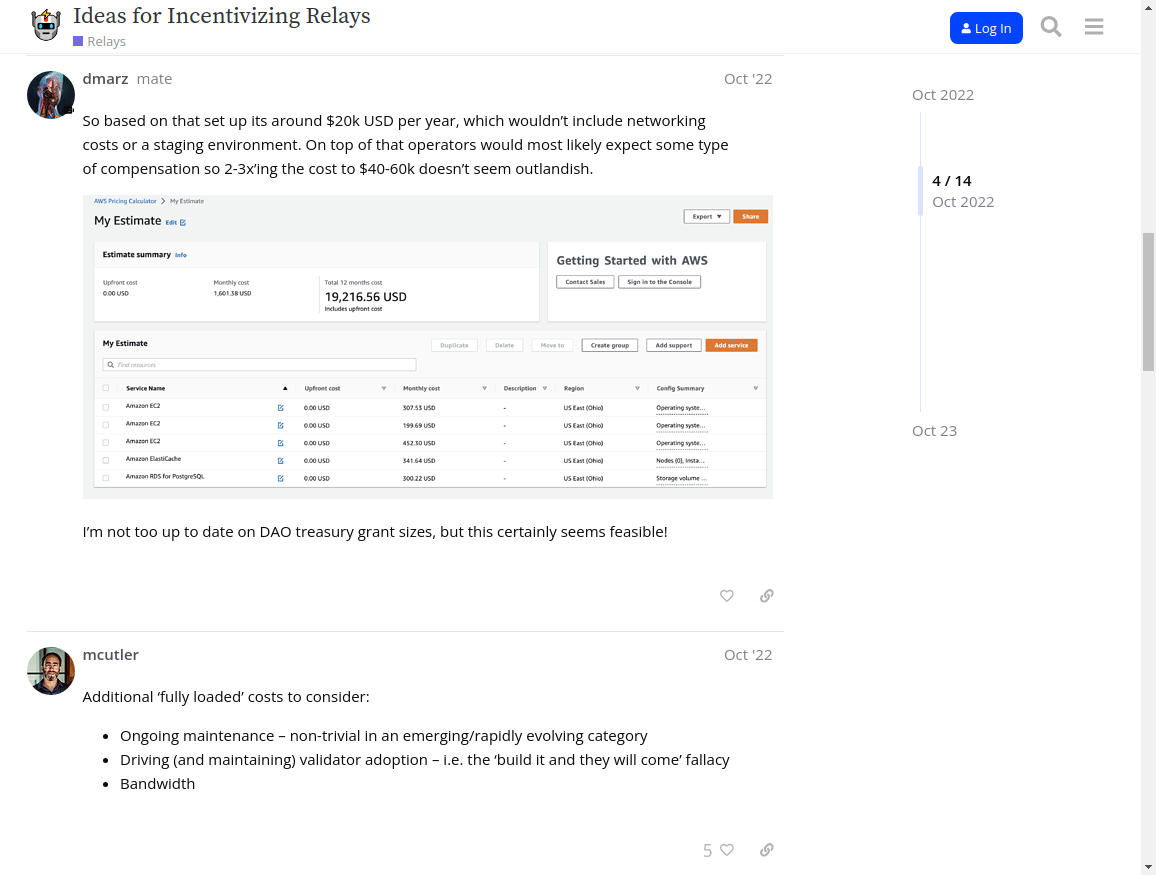 Ideas for Incentivizing Relays
Relays
Log In
dmarz mate Oct '22
So based on that set up its around $20k USD per year, which wouldn’t include networking
costs or a staging environment. On top of that operators would most likely expect some type
of compensation so 2-3x’ing the cost to $40-60k doesn’t seem outlandish.
AWS Pricing Calculator > My Estimate
My Estimate Edit
Export Share
Estimate summary Info
Upfront cost Monthly cost Total 12 months cost
0.00 USD 1,601.38 USD 19,216.56 USD
Includes upfront cost
Getting Started with AWS
Contact Sales Sign in to the Console
My Estimate
Duplicate Delete Move to Create group Add support Add service
Find resources
Service Name Upfront cost Monthly cost Description Region Config Summary
Amazon EC2 0.00 USD 307.53 USD - US East (Ohio) Operating syste...
Amazon EC2 0.00 USD 199.69 USD - US East (Ohio) Operating syste...
Amazon EC2 0.00 USD 452.30 USD - US East (Ohio) Operating syste...
Amazon ElastiCache 0.00 USD 341.64 USD - US East (Ohio) Nodes (0), Insta...
Amazon RDS for PostgreSQL 0.00 USD 300.22 USD - US East (Ohio) Storage volume ...
I’m not too up to date on DAO treasury grant sizes, but this certainly seems feasible!
mcutler Oct '22
Additional ‘fully loaded’ costs to consider:
• Ongoing maintenance – non-trivial in an emerging/rapidly evolving category
• Driving (and maintaining) validator adoption – i.e. the ‘build it and they will come’ fallacy
• Bandwidth
5
Oct 2022
4 / 14
Oct 2022
Oct 23